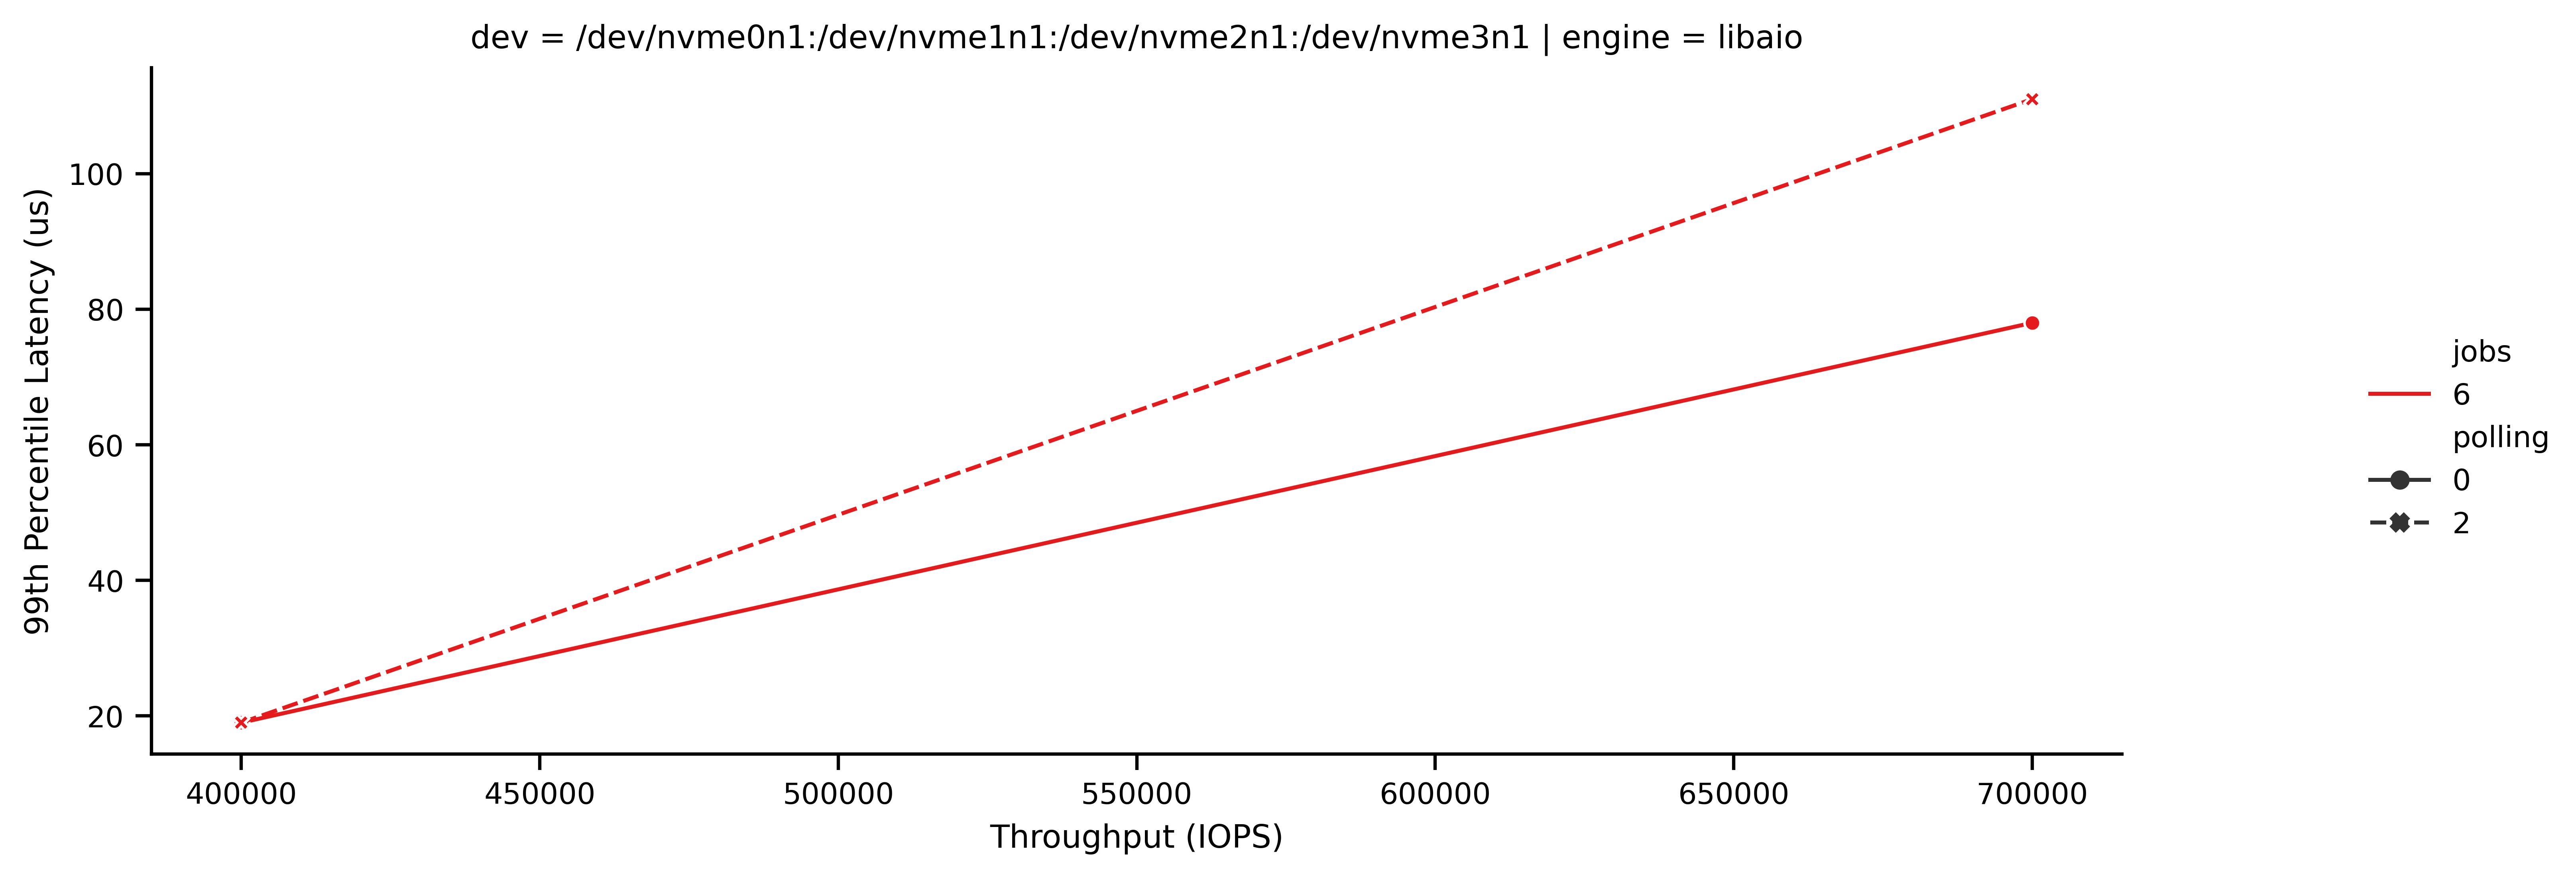 dev = /dev/nvme0n1:/dev/nvme1n1:/dev/nvme2n1:/dev/nvme3n1 | engine = libaio
99th Percentile Latency (us)
100
80
60
40
20
400000 450000 500000 550000 600000 650000 700000
Throughput (IOPS)
jobs
6
polling
0
2